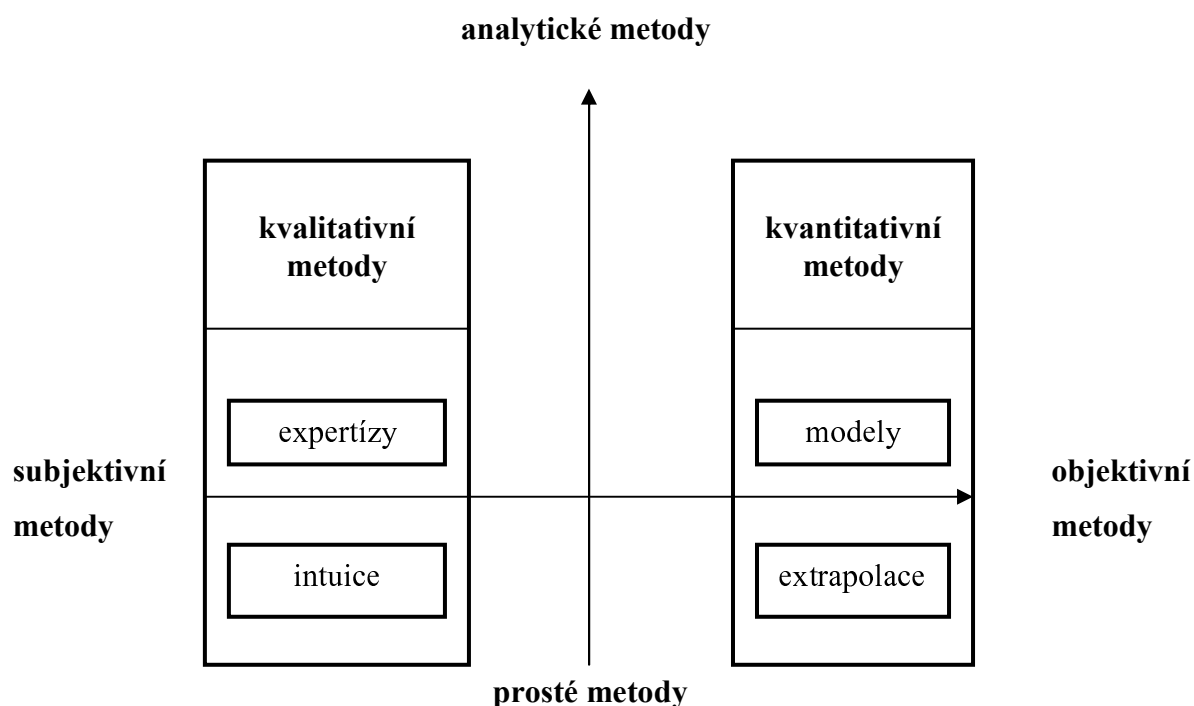 analytické metody
kvalitativní
metody
kvantitativní
metody
expertízy
modely
subjektivní
metody
objektivní
metody
intuice
extrapolace
prosté metody